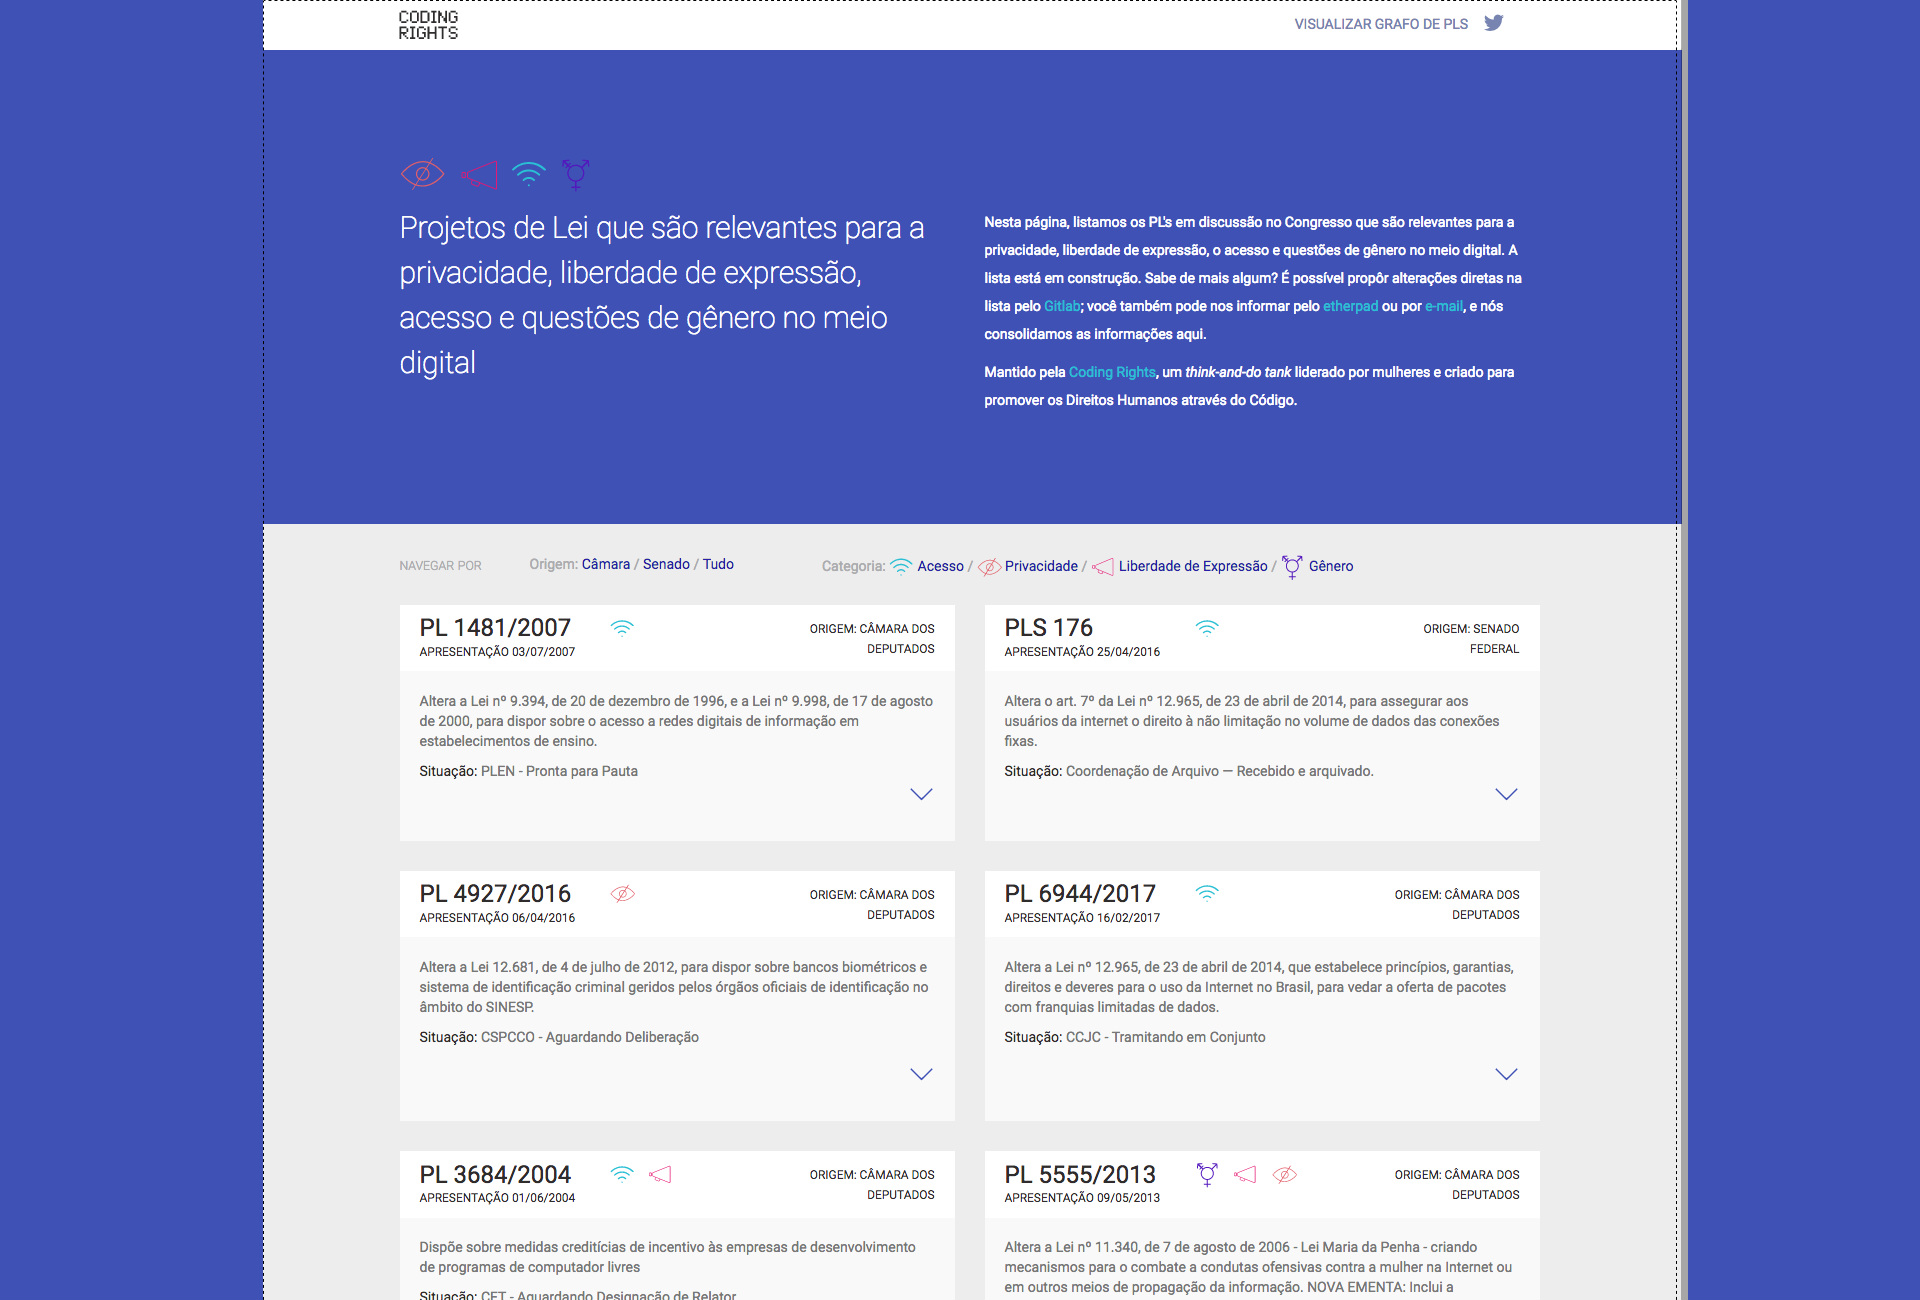 CODING
RIGHTS
VISUALIZAR GRAFO DE PLS
Projetos de Lei que são relevantes para a
privacidade, liberdade de expressão,
acesso e questões de gênero no meio
digital
Nesta página, listamos os PL's em discussão no Congresso que são relevantes para a
privacidade, liberdade de expressão, o acesso e questões de gênero no meio digital. A
lista está em construção. Sabe de mais algum? É possível propôr alterações diretas na
lista pelo Gitlab; você também pode nos informar pelo etherpad ou por e-mail, e nós
consolidamos as informações aqui.
Mantido pela Coding Rights, um think-and-do tank liderado por mulheres e criado para
promover os Direitos Humanos através do Código.
NAVEGAR POR Origem: Câmara / Senado / Tudo Categoria: Acesso / Privacidade / Liberdade de Expressão / Gênero
PL 1481/2007
APRESENTAÇÃO 03/07/2007
ORIGEM: CÂMARA DOS
DEPUTADOS
Altera a Lei nº 9.394, de 20 de dezembro de 1996, e a Lei nº 9.998, de 17 de agosto
de 2000, para dispor sobre o acesso a redes digitais de informação em
estabelecimentos de ensino.
Situação: PLEN - Pronta para Pauta
PLS 176
APRESENTAÇÃO 25/04/2016
ORIGEM: SENADO
FEDERAL
Altera o art. 7º da Lei nº 12.965, de 23 de abril de 2014, para assegurar aos
usuários da internet o direito à não limitação no volume de dados das conexões
fixas.
Situação: Coordenação de Arquivo — Recebido e arquivado.
PL 4927/2016
APRESENTAÇÃO 06/04/2016
ORIGEM: CÂMARA DOS
DEPUTADOS
Altera a Lei 12.681, de 4 de julho de 2012, para dispor sobre bancos biométricos e
sistema de identificação criminal geridos pelos órgãos oficiais de identificação no
âmbito do SINESP.
Situação: CSPCCO - Aguardando Deliberação
PL 6944/2017
APRESENTAÇÃO 16/02/2017
ORIGEM: CÂMARA DOS
DEPUTADOS
Altera a Lei nº 12.965, de 23 de abril de 2014, que estabelece princípios, garantias,
direitos e deveres para o uso da Internet no Brasil, para vedar a oferta de pacotes
com franquias limitadas de dados.
Situação: CCJC - Tramitando em Conjunto
PL 3684/2004
APRESENTAÇÃO 01/06/2004
ORIGEM: CÂMARA DOS
DEPUTADOS
Dispõe sobre medidas creditícias de incentivo às empresas de desenvolvimento
de programas de computador livres
Situação: CFT - Aguardando Designação de Relator
PL 5555/2013
APRESENTAÇÃO 09/05/2013
ORIGEM: CÂMARA DOS
DEPUTADOS
Altera a Lei nº 11.340, de 7 de agosto de 2006 - Lei Maria da Penha - criando
mecanismos para o combate a condutas ofensivas contra a mulher na Internet ou
em outros meios de propagação da informação. NOVA EMENTA: Inclui a